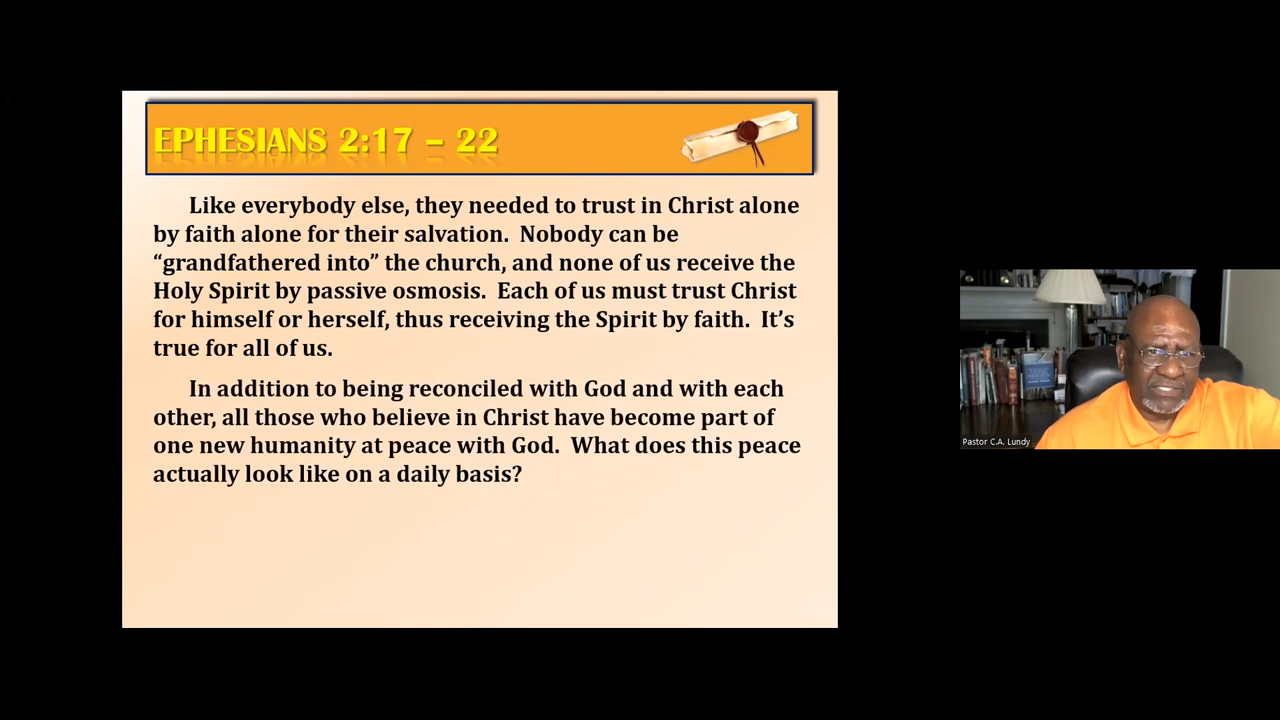 EPHESIANS 2:17 – 22
Like everybody else, they needed to trust in Christ alone
by faith alone for their salvation.  Nobody can be
“grandfathered into” the church, and none of us receive the
Holy Spirit by passive osmosis.  Each of us must trust Christ
for himself or herself, thus receiving the Spirit by faith.  It’s
true for all of us.
In addition to being reconciled with God and with each
other, all those who believe in Christ have become part of
one new humanity at peace with God.  What does this peace
actually look like on a daily basis?
Pastor C.A. Lundy